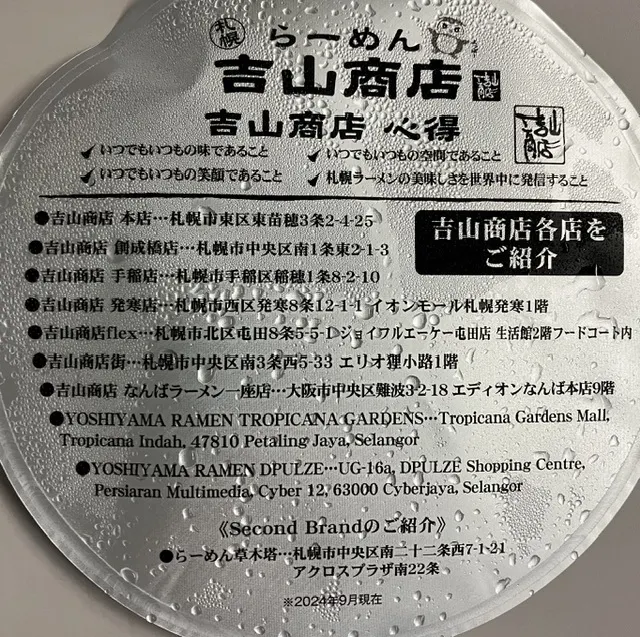 札幌 らーめん
吉山商店 吉山商店
吉山商店 心得 吉山商店
✓いつでもいつもの味であること ✓いつでもいつもの空間であること
✓いつでもいつもの笑顔であること ✓札幌ラーメンの美味しさを世界中に発信すること
吉山商店各店を
ご紹介
●吉山商店 本店…札幌市東区東苗穂3条2-4-25
●吉山商店 創成橋店…札幌市中央区南1条東2-1-3
●吉山商店 手稲店…札幌市手稲区稲穂1条8-2-10
●吉山商店 発寒店…札幌市西区発寒8条12-1-1 イオンモール札幌発寒1階
●吉山商店flex…札幌市北区屯田8条5-5-1 ジョイフルエーケー屯田店 生活館2階フードコート内
●吉山商店街…札幌市中央区南3条西5-33 エリオ狸小路1階
●吉山商店 なんばラーメン一座店…大阪市中央区難波3-2-18 エディオンなんば本店9階
●YOSHIYAMA RAMEN TROPICANA GARDENS…Tropicana Gardens Mall,
Tropicana Indah, 47810 Petaling Jaya, Selangor
●YOSHIYAMA RAMEN DPULZE…UG-16a, DPULZE Shopping Centre,
Persiaran Multimedia, Cyber 12, 63000 Cyberjaya, Selangor
《Second Brandのご紹介》
●らーめん草木塔…札幌市中央区南二十二条西7-1-21
アクロスプラザ南22条
※2024年9月現在